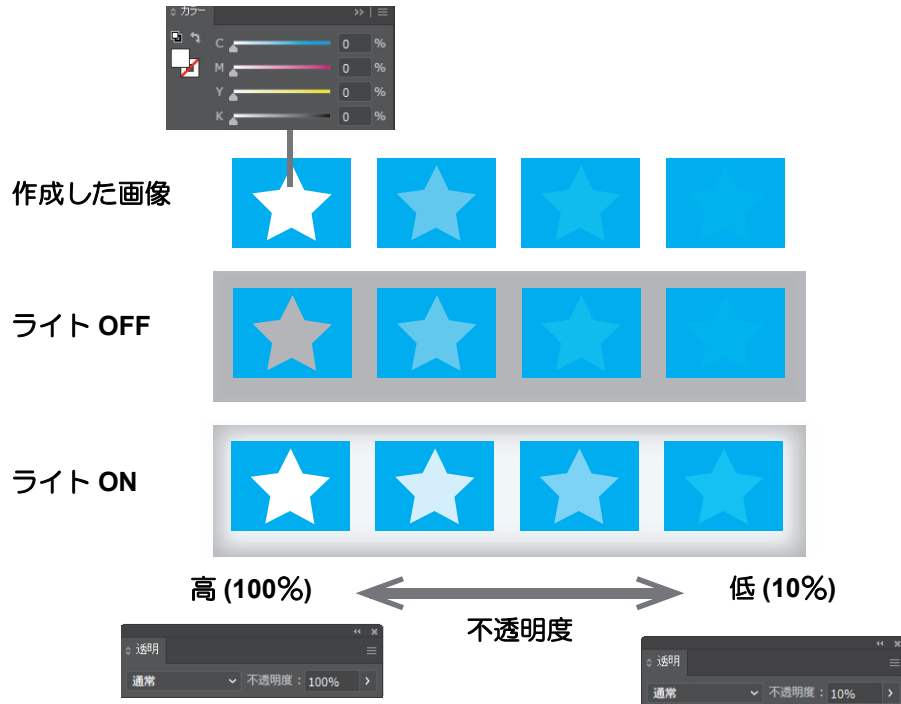 カラー
C 0 %
M 0 %
Y 0 %
K 0 %
作成した画像
ライト OFF
ライト ON
高 (100%)
低 (10%)
不透明度
透明
通常 不透明度：100%
透明
通常 不透明度：10%